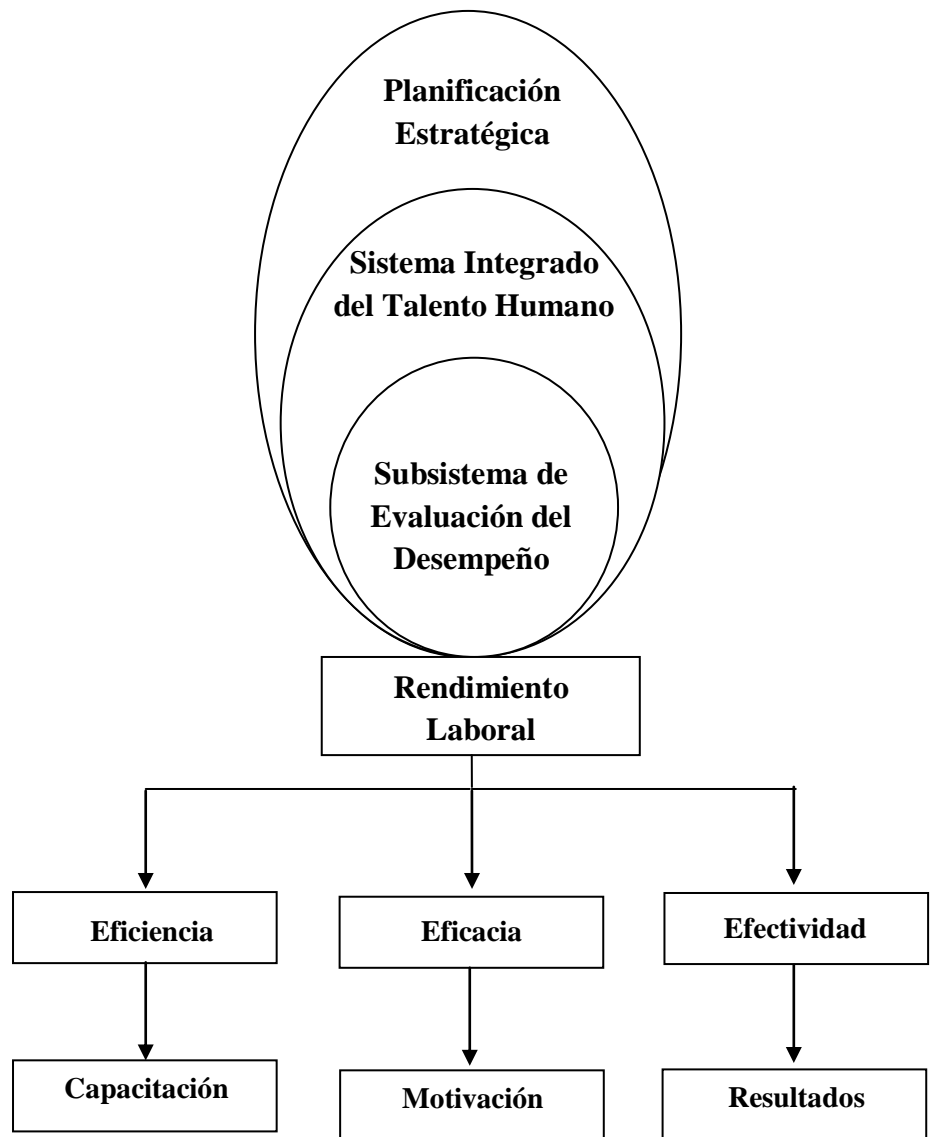 Planificación
Estratégica
Sistema Integrado
del Talento Humano
Subsistema de
Evaluación del
Desempeño
Rendimiento
Laboral
Eficiencia
Eficacia
Efectividad
Capacitación
Motivación
Resultados